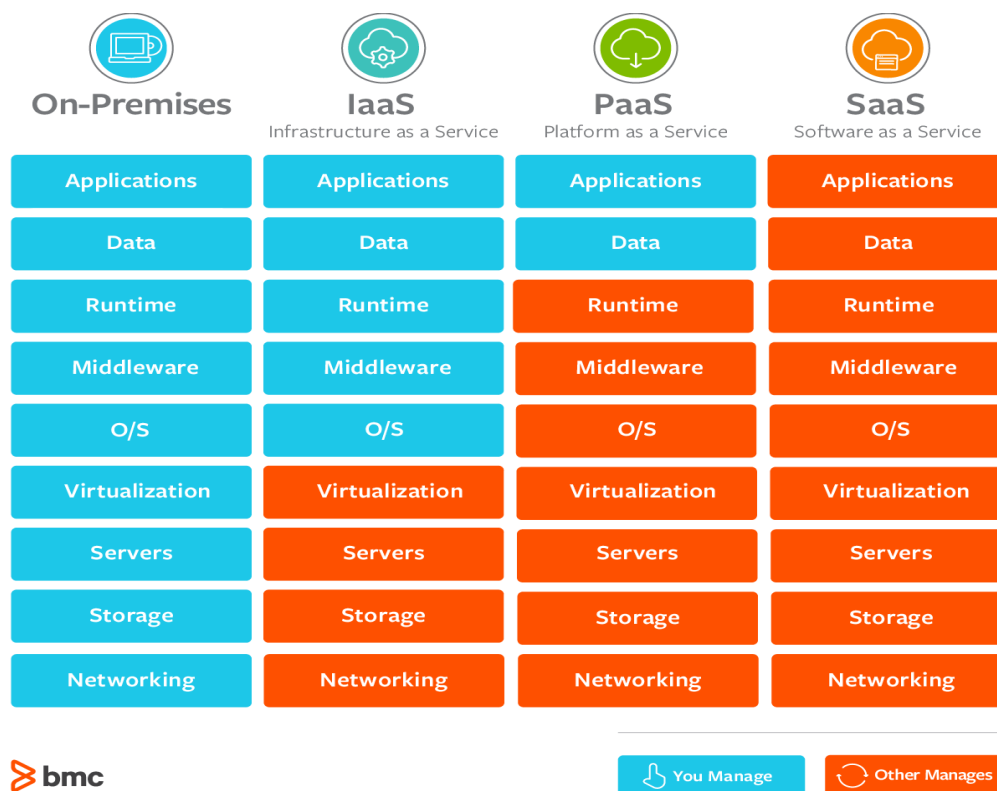 On-Premises
IaaS
Infrastructure as a Service
PaaS
Platform as a Service
SaaS
Software as a Service
Applications Applications Applications Applications
Data Data Data Data
Runtime Runtime Runtime Runtime
Middleware Middleware Middleware Middleware
O/S O/S O/S O/S
Virtualization Virtualization Virtualization Virtualization
Servers Servers Servers Servers
Storage Storage Storage Storage
Networking Networking Networking Networking
bmc
You Manage
Other Manages